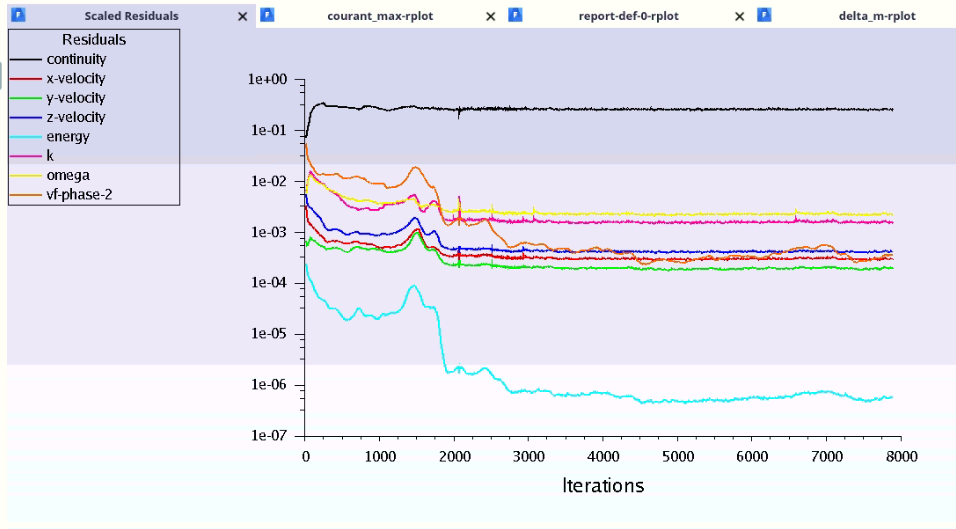 Scaled Residuals
courant_max-rplot
report-def-0-rplot
delta_m-rplot
Residuals
continuity
x-velocity
y-velocity
z-velocity
energy
k
omega
vf-phase-2
1e+00
1e-01
1e-02
1e-03
1e-04
1e-05
1e-06
1e-07
0 1000 2000 3000 4000 5000 6000 7000 8000
Iterations